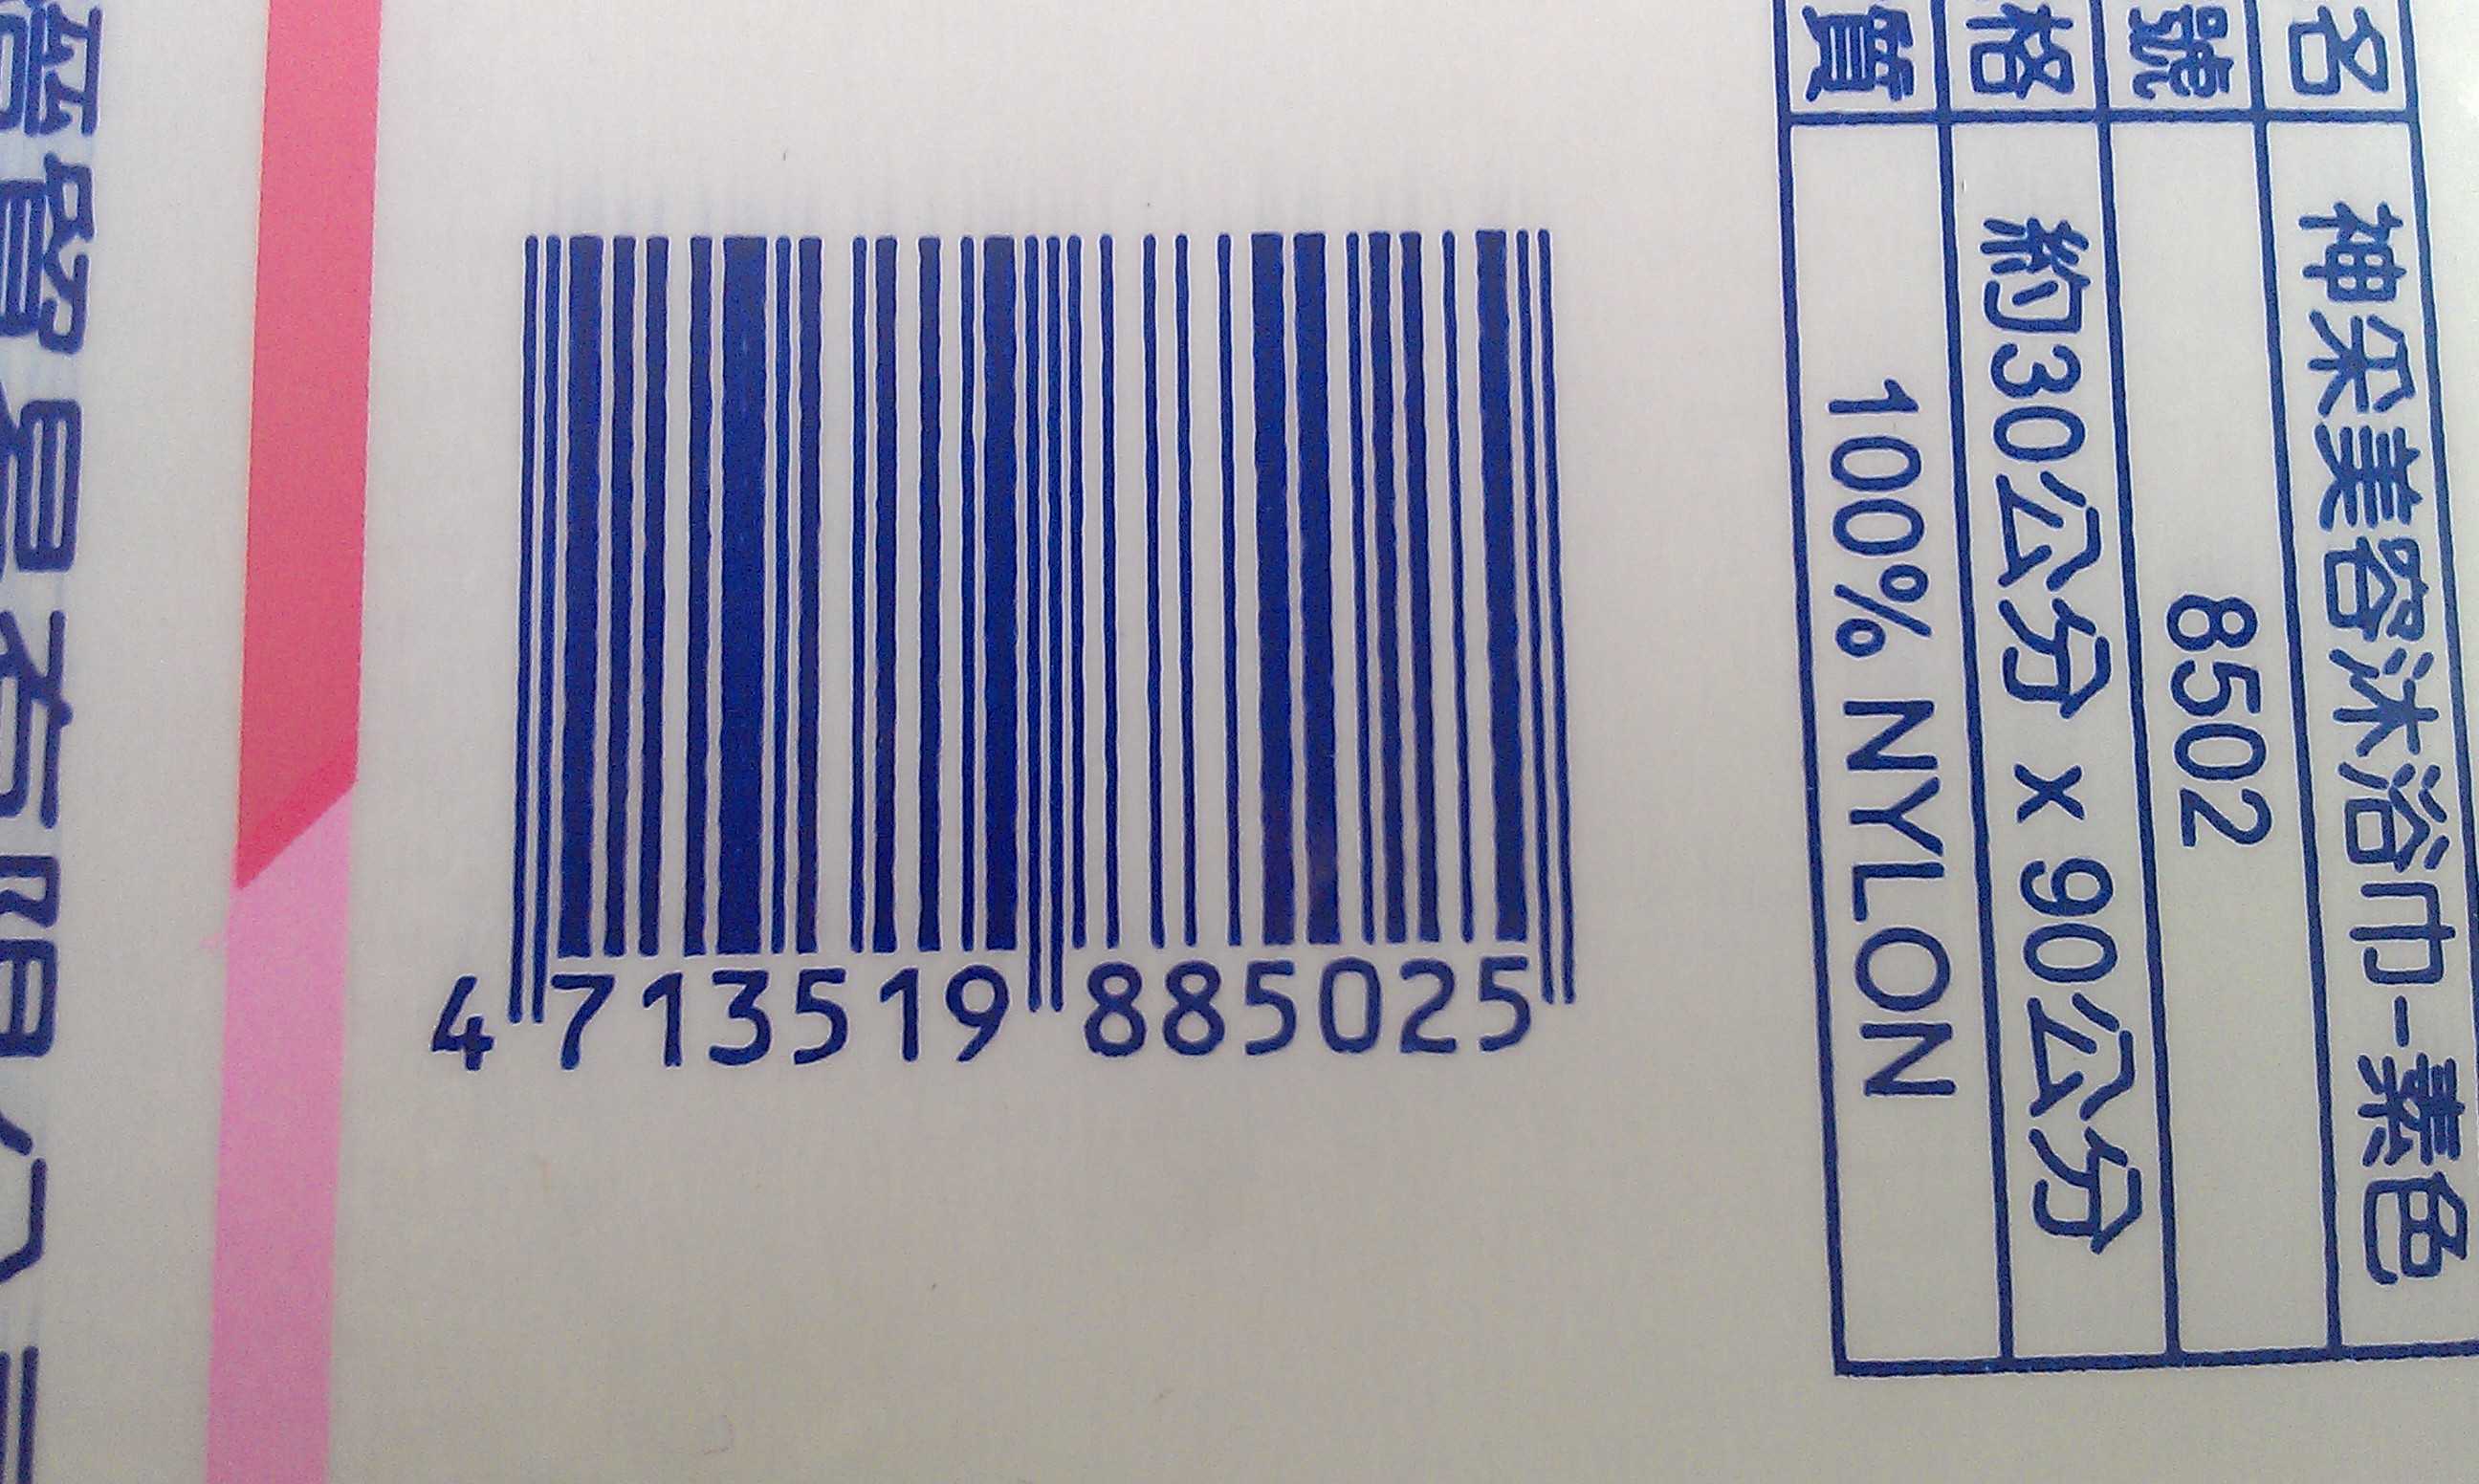 名 神采美容沐浴巾-素色
號 8502
格 約30公分 x 90公分
質 100% NYLON
4 713519 885025